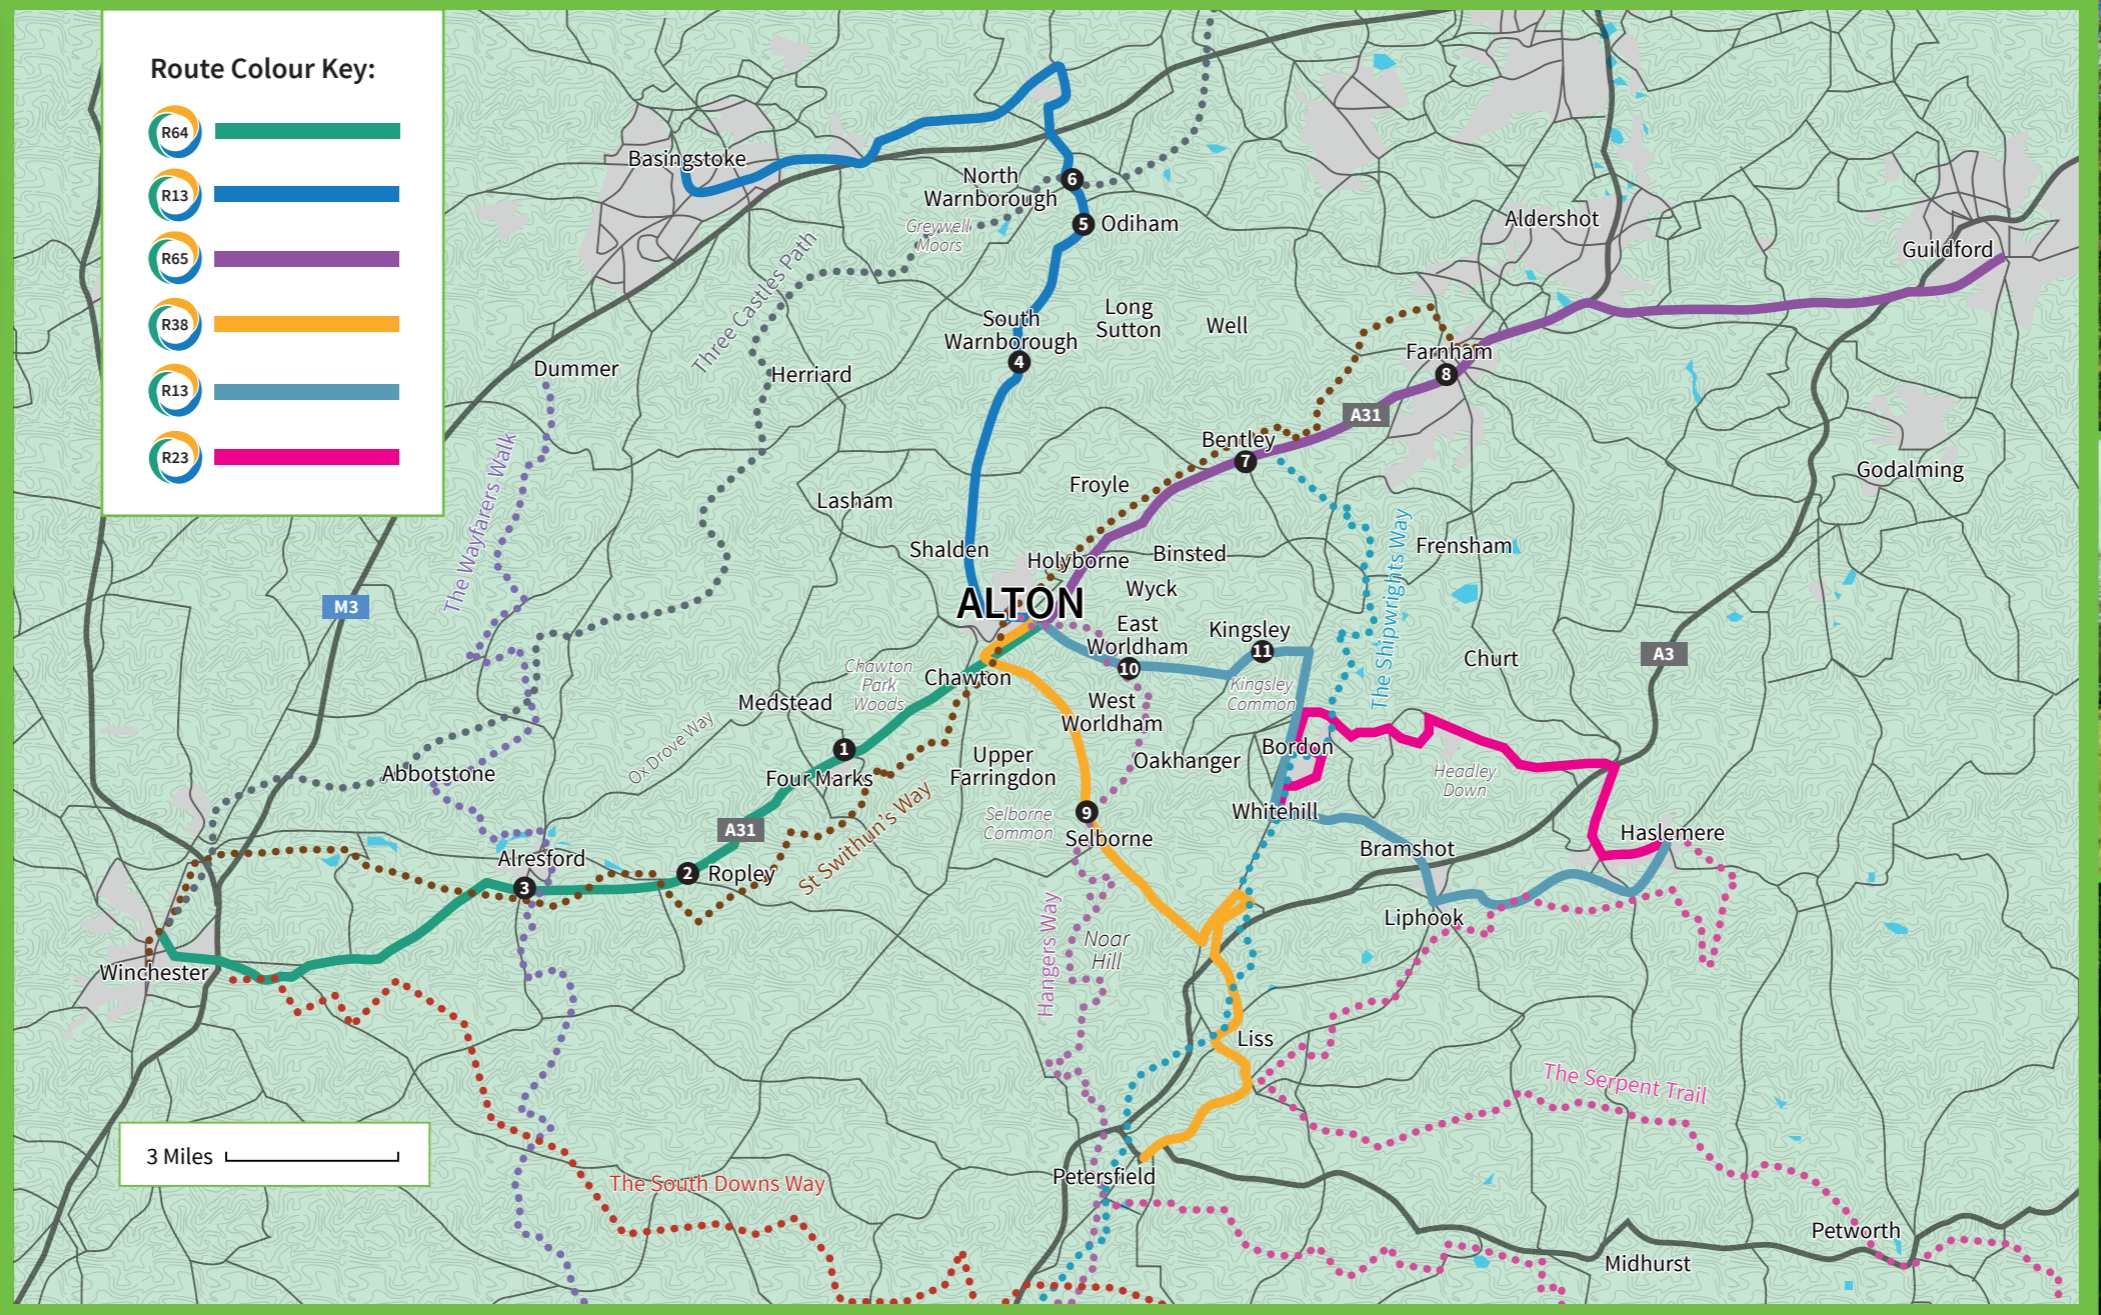 Route Colour Key:
R64
R13
R65
R38
R13
R23
Basingstoke
North
Warnborough
6
Greywell
Moors
5
Odiham
Aldershot
Guildford
Three Castles Path
South
Warnborough
4
Long
Sutton
Well
Farnham
8
Dummer
Herriard
A31
Bentley
7
The Wayfarers Walk
Lasham
Froyle
Godalming
Shalden
Holyborne
Binsted
Frensham
The Shipwrights Way
M3
ALTON
Wyck
East
Worldham
10
Kingsley
11
Churt
A3
Chawton
Park
Woods
Chawton
Kingsley
Common
Medstead
West
Worldham
Ox Drove Way
1
Four Marks
Upper
Farringdon
Oakhanger
Bordon
Headley
Down
Abbotstone
A31
St Swithun's Way
Selborne
Common
9
Selborne
Whitehill
Bramshot
Haslemere
Alresford
3
2
Ropley
Liphook
Winchester
Hangers Way
Noar
Hill
Liss
The Serpent Trail
3 Miles
The South Downs Way
Petersfield
Petworth
Midhurst